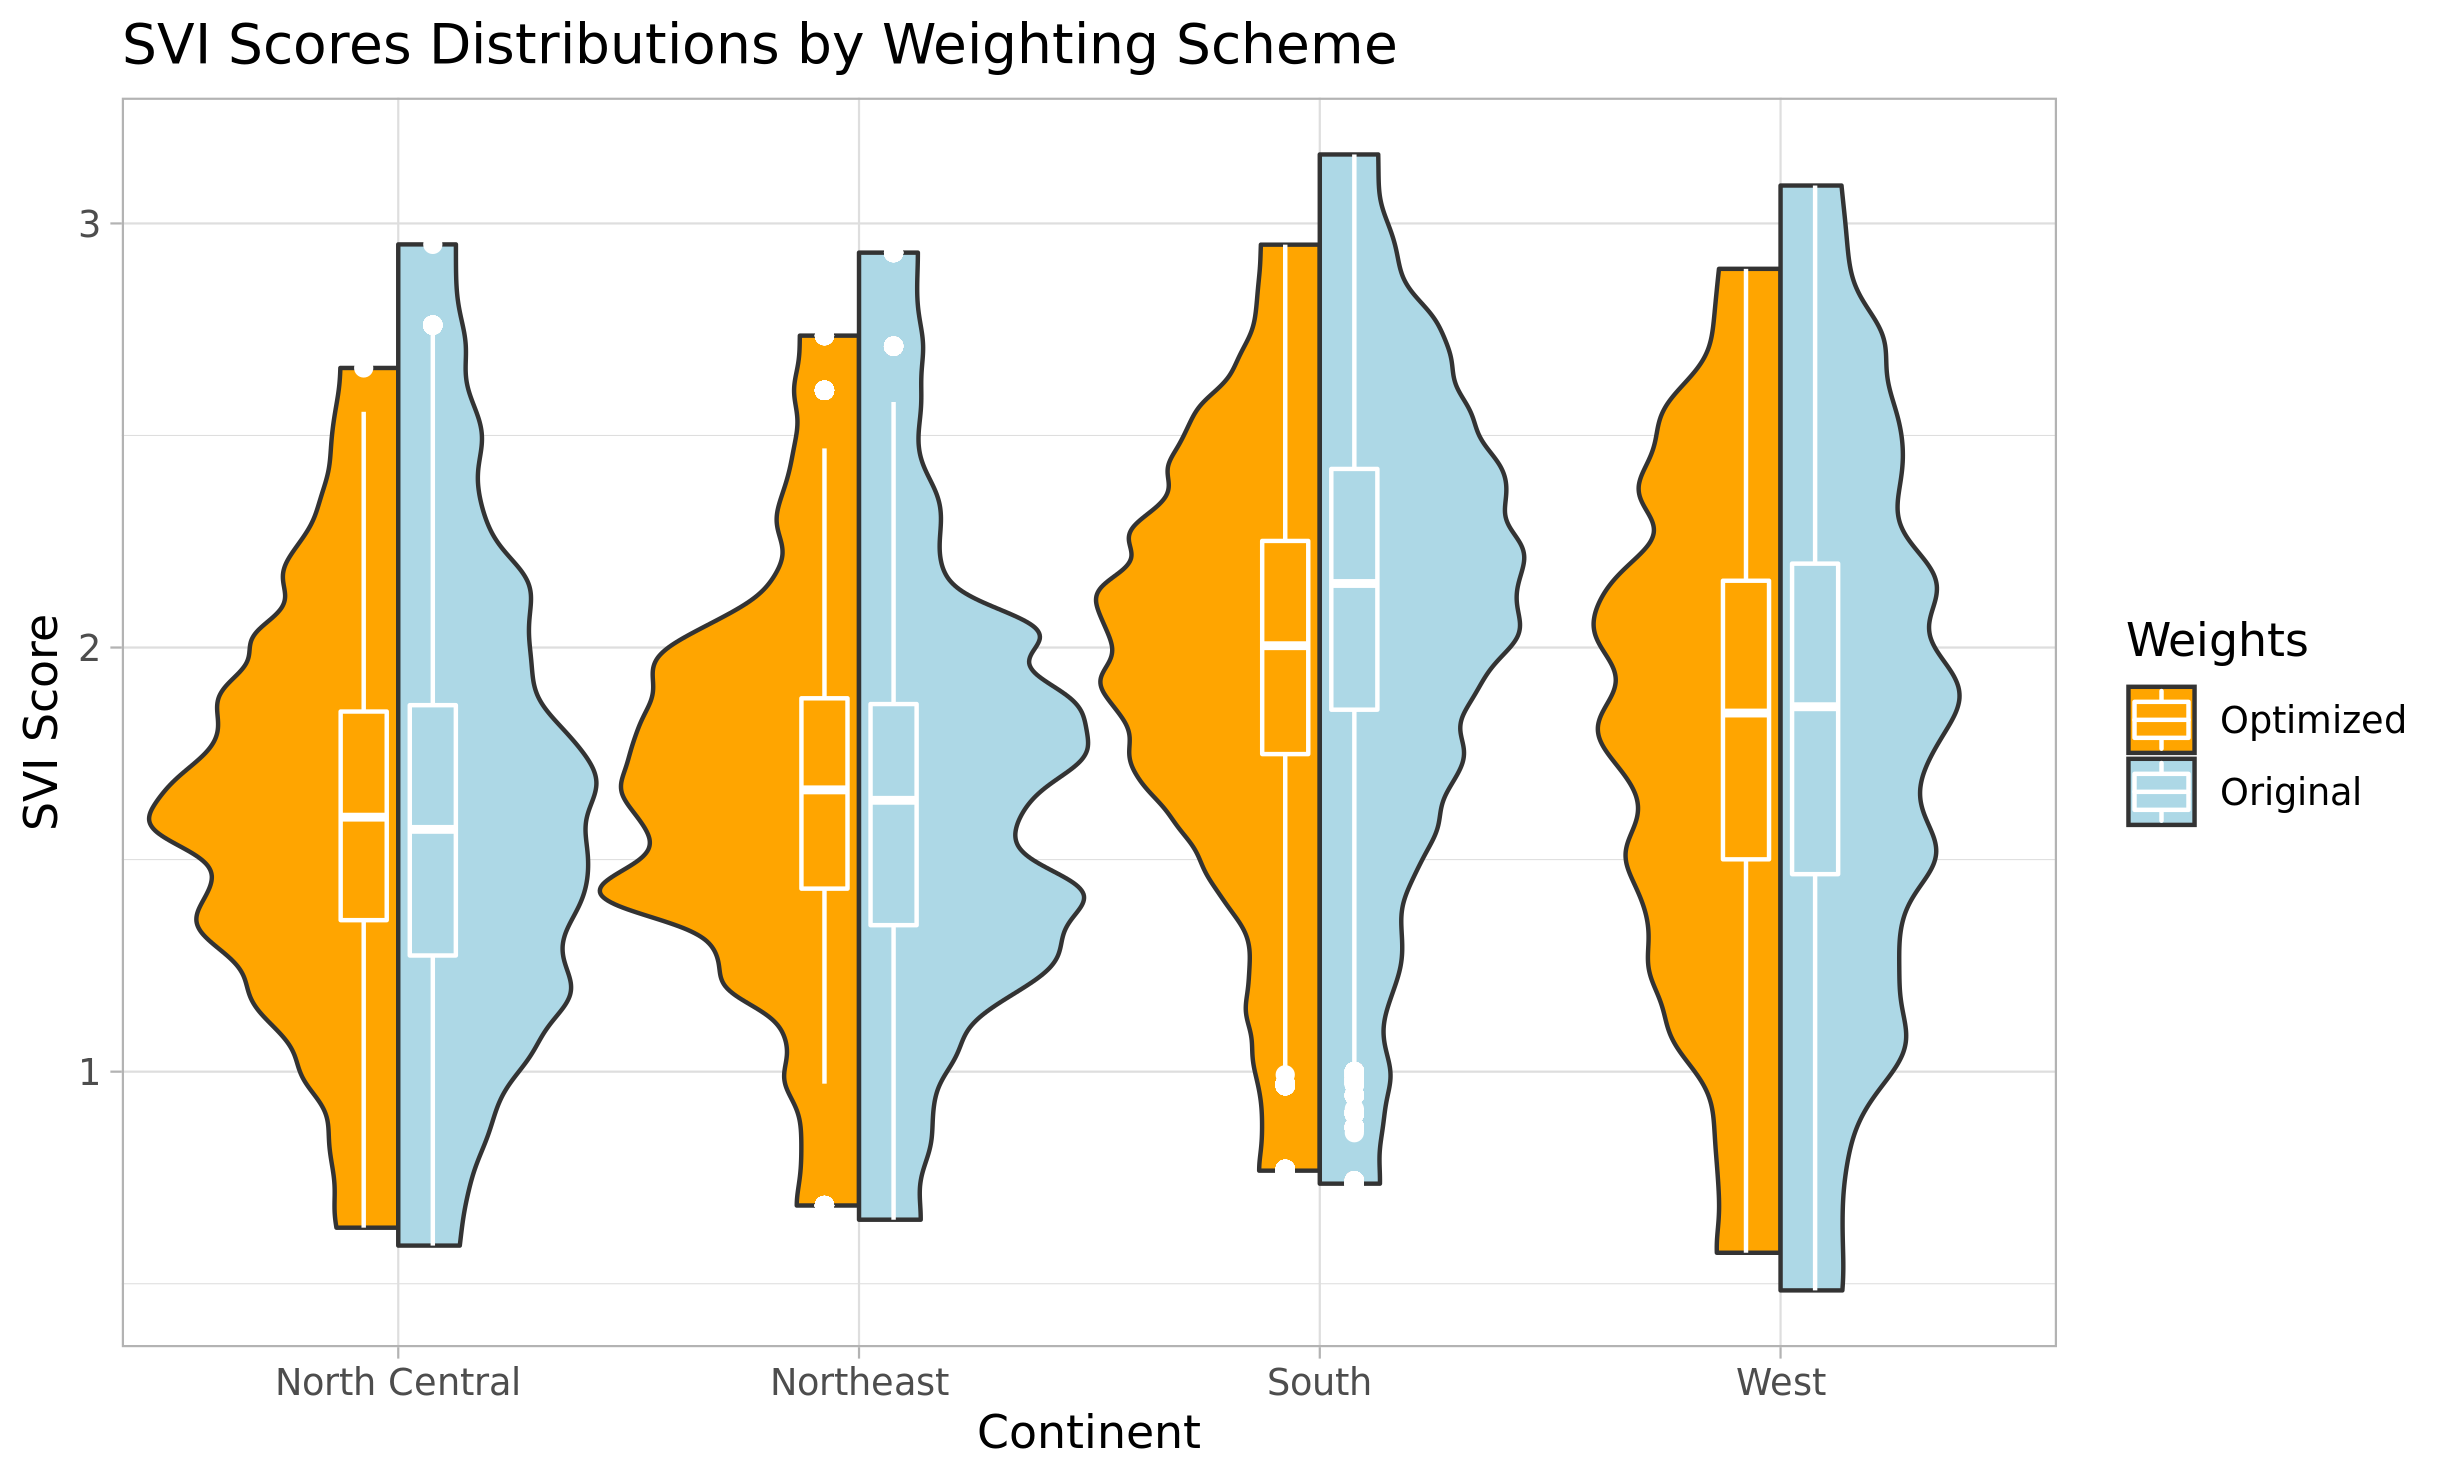 SVI Scores Distributions by Weighting Scheme
SVI Score
3
2
1
North Central
Northeast
South
West
Continent
Weights
Optimized
Original